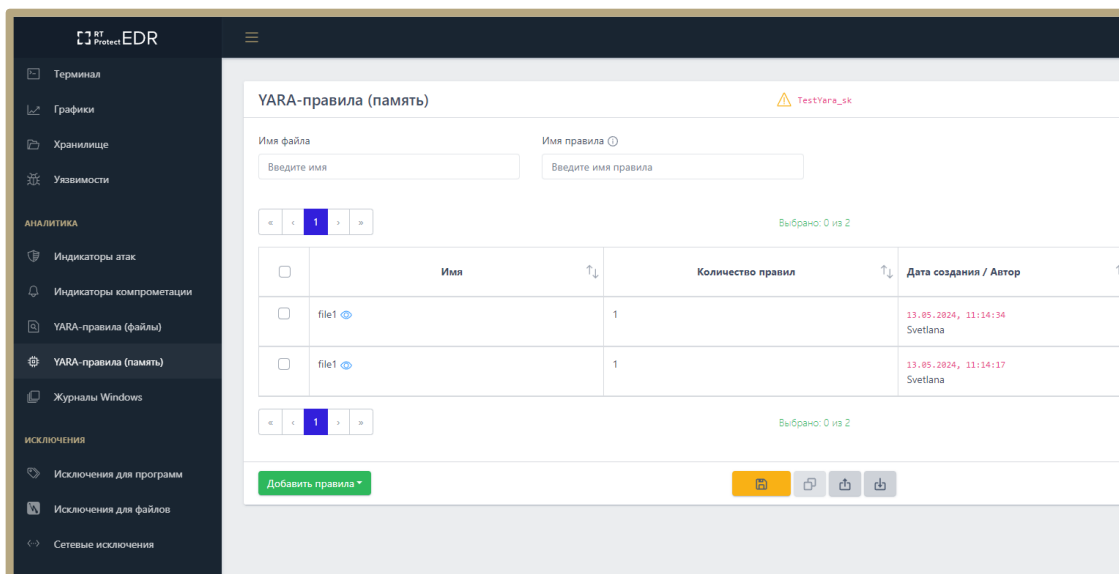 RT Protect EDR
Терминал
Графики
Хранилище
Уязвимости
АНАЛИТИКА
Индикаторы атак
Индикаторы компрометации
YARA-правила (файлы)
YARA-правила (память)
Журналы Windows
ИСКЛЮЧЕНИЯ
Исключения для программ
Исключения для файлов
Сетевые исключения
YARA-правила (память)
TestYara_sk
Имя файла
Имя правила
Введите имя
Введите имя правила
« ‹ 1 › »
Выбрано: 0 из 2
Имя
Количество правил
Дата создания / Автор
file1
1
13.05.2024, 11:14:34
Svetlana
file1
1
13.05.2024, 11:14:17
Svetlana
« ‹ 1 › »
Выбрано: 0 из 2
Добавить правила